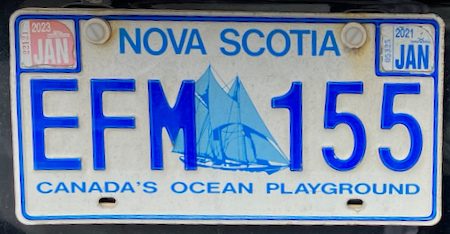 2023
JAN
NOVA SCOTIA
2021
JAN
EFM 155
CANADA'S OCEAN PLAYGROUND